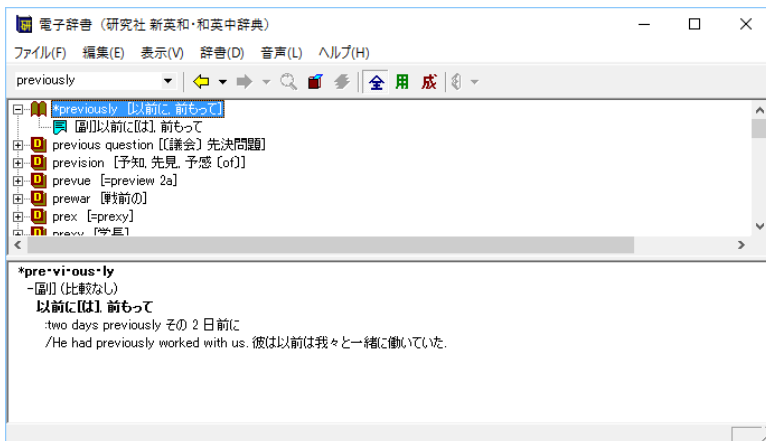 電子辞書 (研究社 新英和・和英中辞典)
ファイル(F) 編集(E) 表示(V) 辞書(D) 音声(L) ヘルプ(H)
previously 全 用 成
*previously [以前に, 前もって]
[副]以前に[は], 前もって
previous question [〔議会〕先決問題]
prevision [予知, 先見, 予感〔of〕]
prevue [=preview 2a]
prewar [戦前の]
prex [=prexy]
prexy [学長]
*pre・vi・ous・ly
-[副] (比較なし)
以前に[は], 前もって
:two days previously その 2 日前に
/He had previously worked with us. 彼は以前は我々と一緒に働いていた.